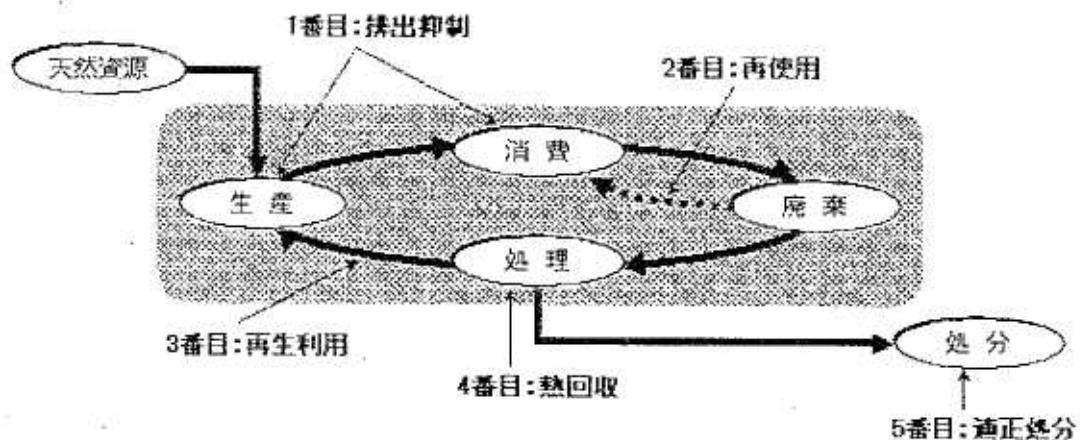 1番目:排出抑制
天然資源
2番目:再使用
消費
生産
廃棄
処理
3番目:再生利用
処分
4番目:熱回収
5番目:適正処分